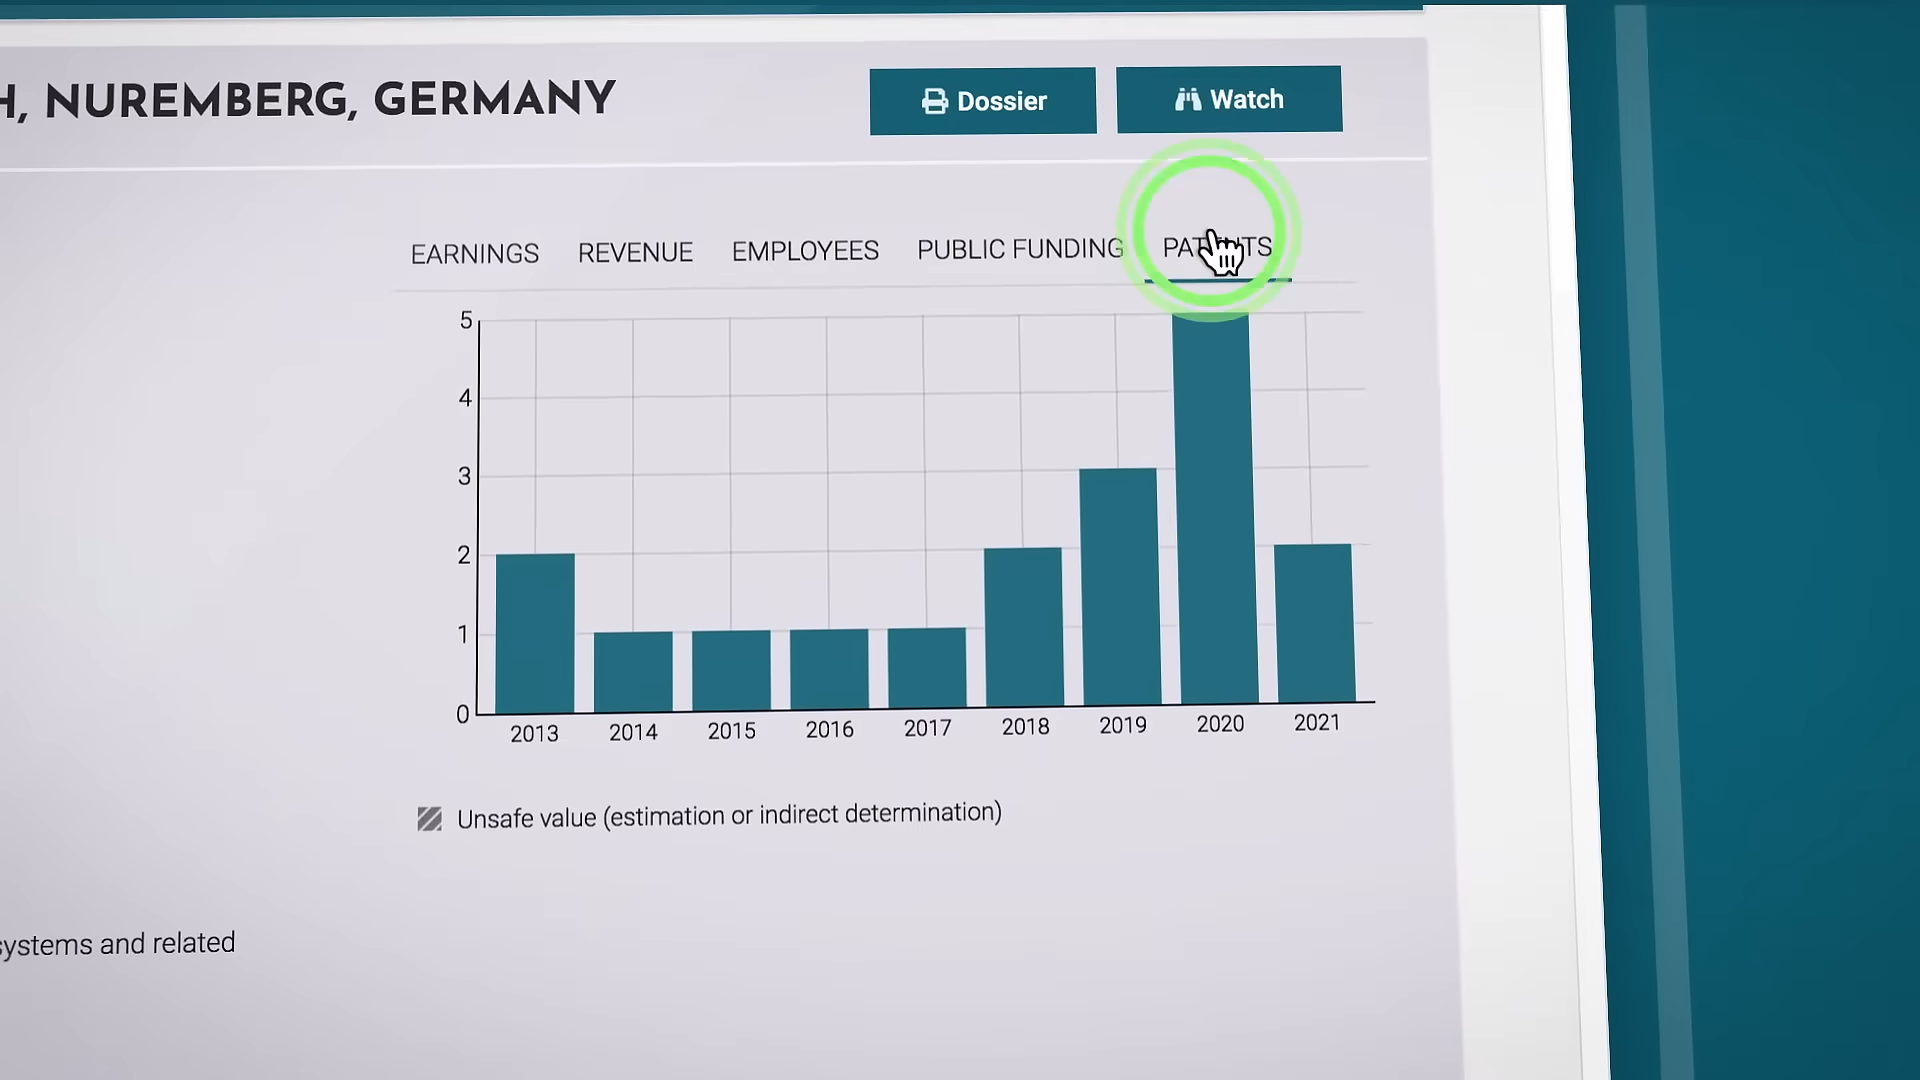 H, NUREMBERG, GERMANY
Dossier
Watch
EARNINGS
REVENUE
EMPLOYEES
PUBLIC FUNDING
PATENTS
5
4
3
2
1
0
2013
2014
2015
2016
2017
2018
2019
2020
2021
Unsafe value (estimation or indirect determination)
systems and related